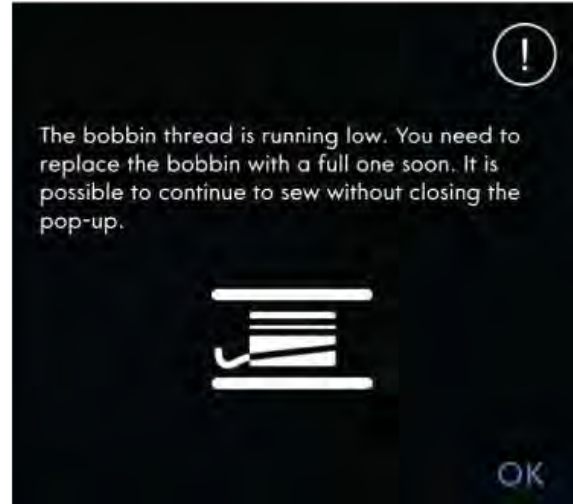 !
The bobbin thread is running low. You need to
replace the bobbin with a full one soon. It is
possible to continue to sew without closing the
pop-up.
OK